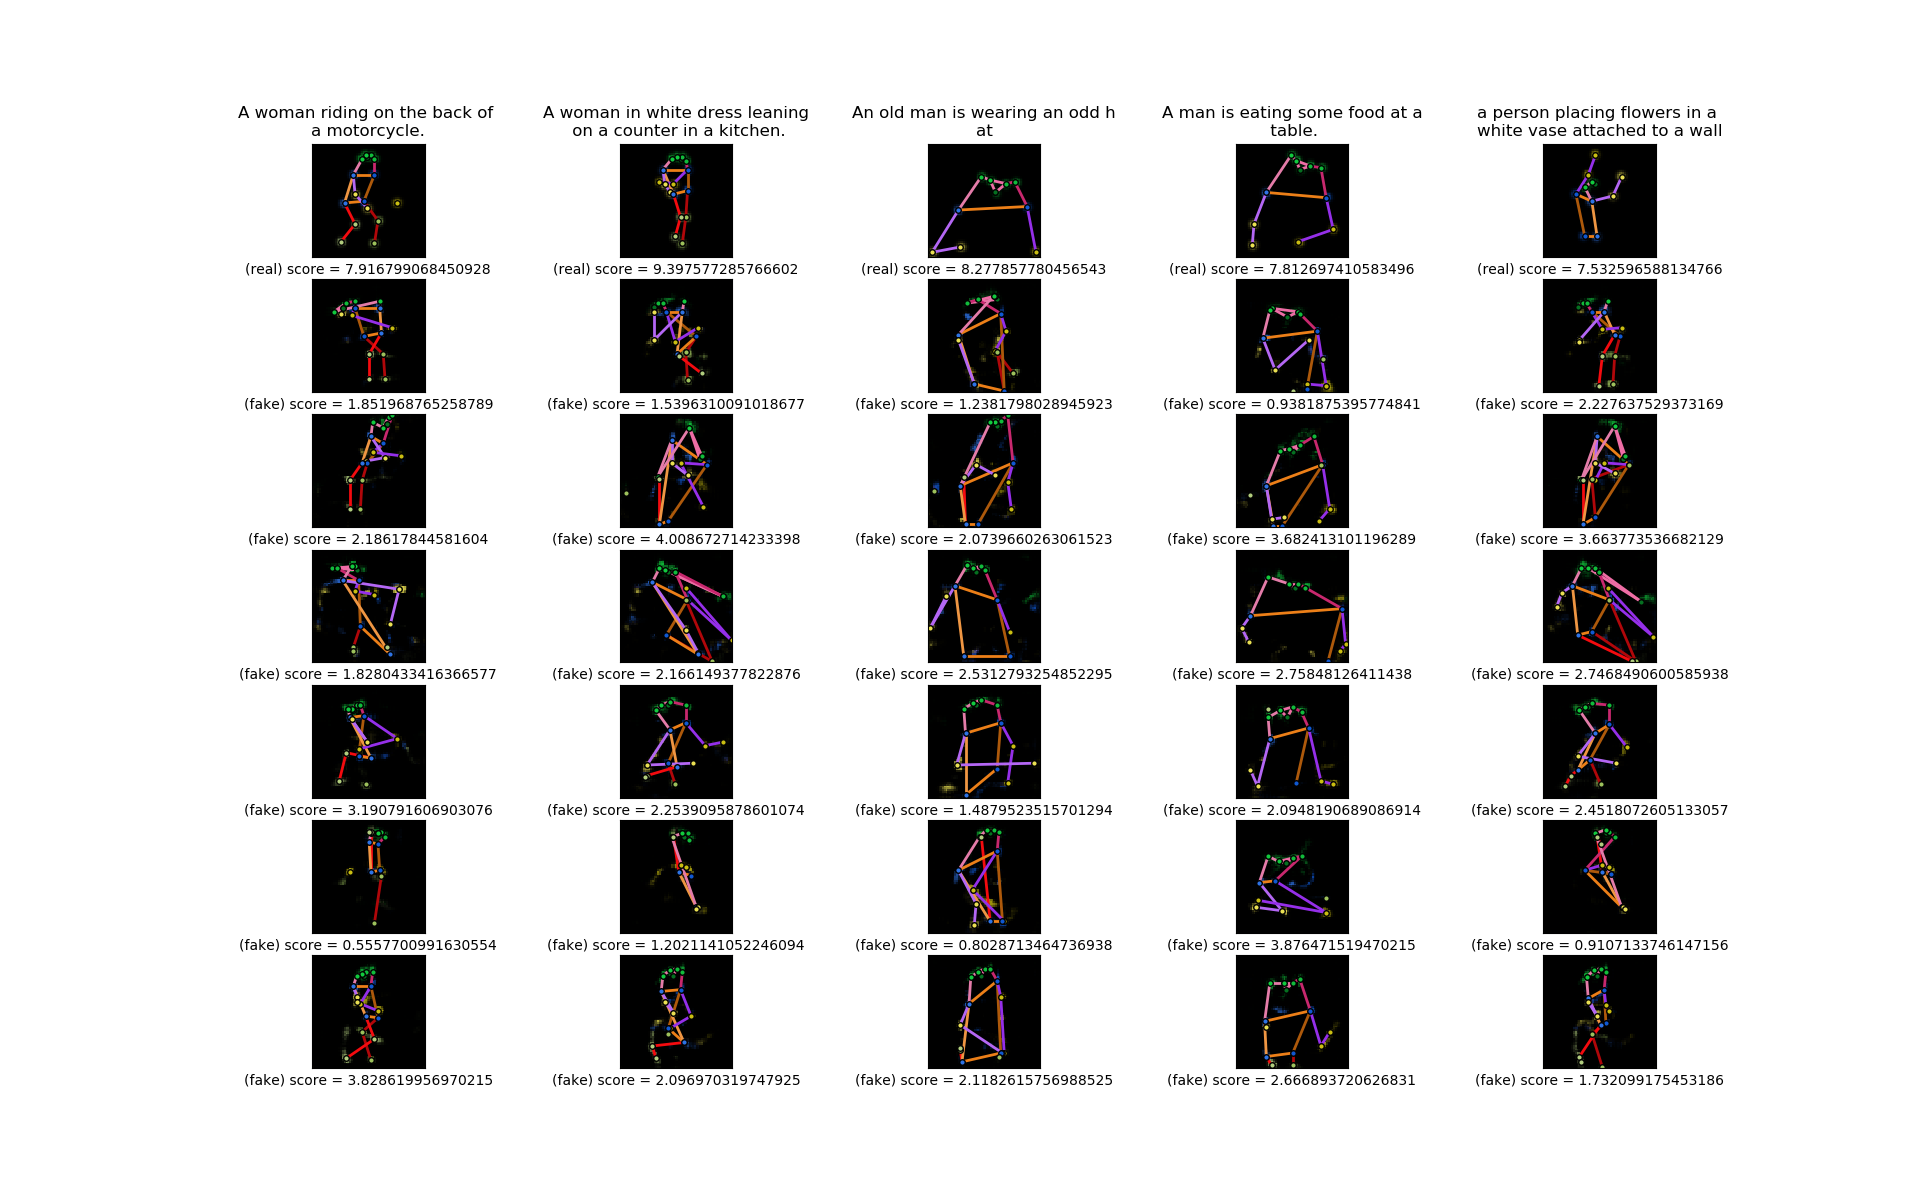 A woman riding on the back of
a motorcycle.
A woman in white dress leaning
on a counter in a kitchen.
An old man is wearing an odd h
at
A man is eating some food at a
table.
a person placing flowers in a
white vase attached to a wall
(real) score = 7.916799068450928
(real) score = 9.397577285766602
(real) score = 8.277857780456543
(real) score = 7.812697410583496
(real) score = 7.532596588134766
(fake) score = 1.851968765258789
(fake) score = 1.5396310091018677
(fake) score = 1.2381798028945923
(fake) score = 0.9381875395774841
(fake) score = 2.227637529373169
(fake) score = 2.18617844581604
(fake) score = 4.008672714233398
(fake) score = 2.0739660263061523
(fake) score = 3.682413101196289
(fake) score = 3.663773536682129
(fake) score = 1.8280433416366577
(fake) score = 2.166149377822876
(fake) score = 2.5312793254852295
(fake) score = 2.75848126411438
(fake) score = 2.7468490600585938
(fake) score = 3.190791606903076
(fake) score = 2.2539095878601074
(fake) score = 1.4879523515701294
(fake) score = 2.0948190689086914
(fake) score = 2.4518072605133057
(fake) score = 0.5557700991630554
(fake) score = 1.2021141052246094
(fake) score = 0.8028713464736938
(fake) score = 3.876471519470215
(fake) score = 0.9107133746147156
(fake) score = 3.828619956970215
(fake) score = 2.096970319747925
(fake) score = 2.1182615756988525
(fake) score = 2.666893720626831
(fake) score = 1.732099175453186